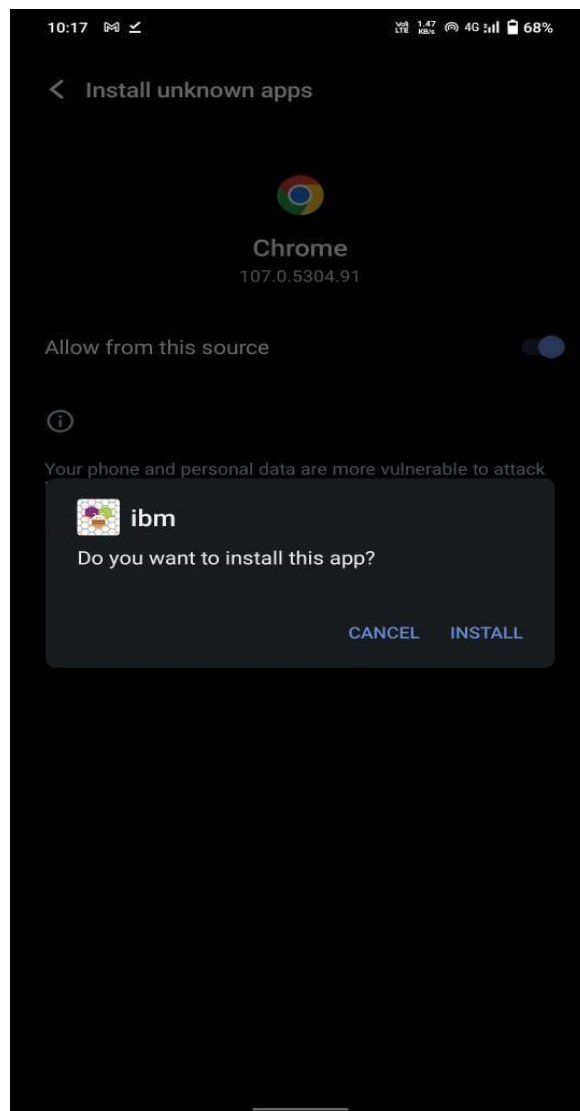 10:17
VoI) LTE 1.47 KB/s 4G 68%
Install unknown apps
Chrome
107.0.5304.91
Allow from this source
Your phone and personal data are more vulnerable to attack
ibm
Do you want to install this app?
CANCEL INSTALL